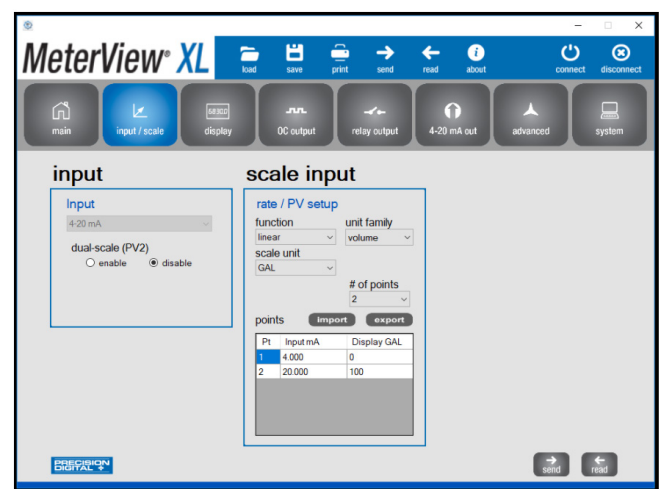 MeterView® XL
load save print send read about connect disconnect
main input / scale display OC output relay output 4-20 mA out advanced system
input
Input
4-20 mA
dual-scale (PV2)
enable disable
scale input
rate / PV setup
function unit family
linear volume
scale unit
GAL
# of points
2
points import export
Pt Input mA Display GAL
1 4.000 0
2 20.000 100
PRECISION
DIGITAL
send read